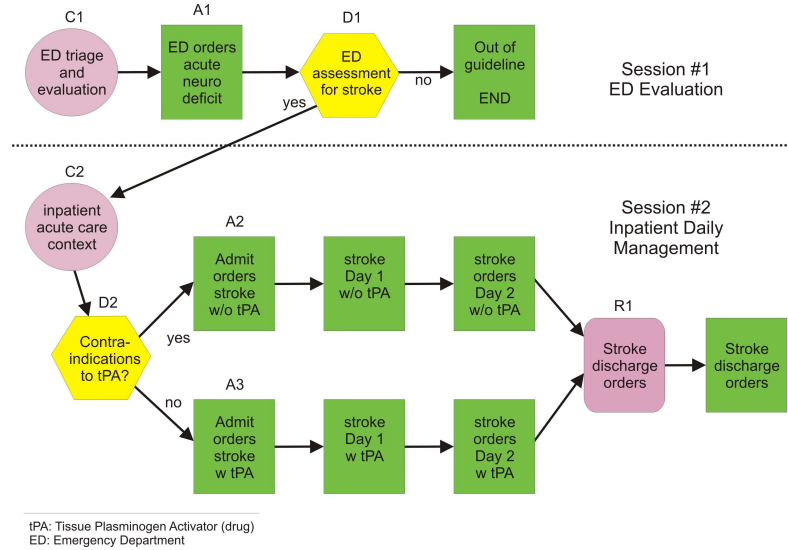 C1
ED triage
and
evaluation
A1
ED orders
acute
neuro
deficit
D1
ED
assessment
for stroke
no
yes
Out of
guideline
END
Session #1
ED Evaluation
C2
inpatient
acute care
context
Session #2
Inpatient Daily
Management
D2
Contra-
indications
to tPA?
yes
no
A2
Admit
orders
stroke
w/o tPA
stroke
Day 1
w/o tPA
stroke
orders
Day 2
w/o tPA
A3
Admit
orders
stroke
w tPA
stroke
Day 1
w tPA
stroke
orders
Day 2
w tPA
R1
Stroke
discharge
orders
Stroke
discharge
orders
tPA: Tissue Plasminogen Activator (drug)
ED: Emergency Department